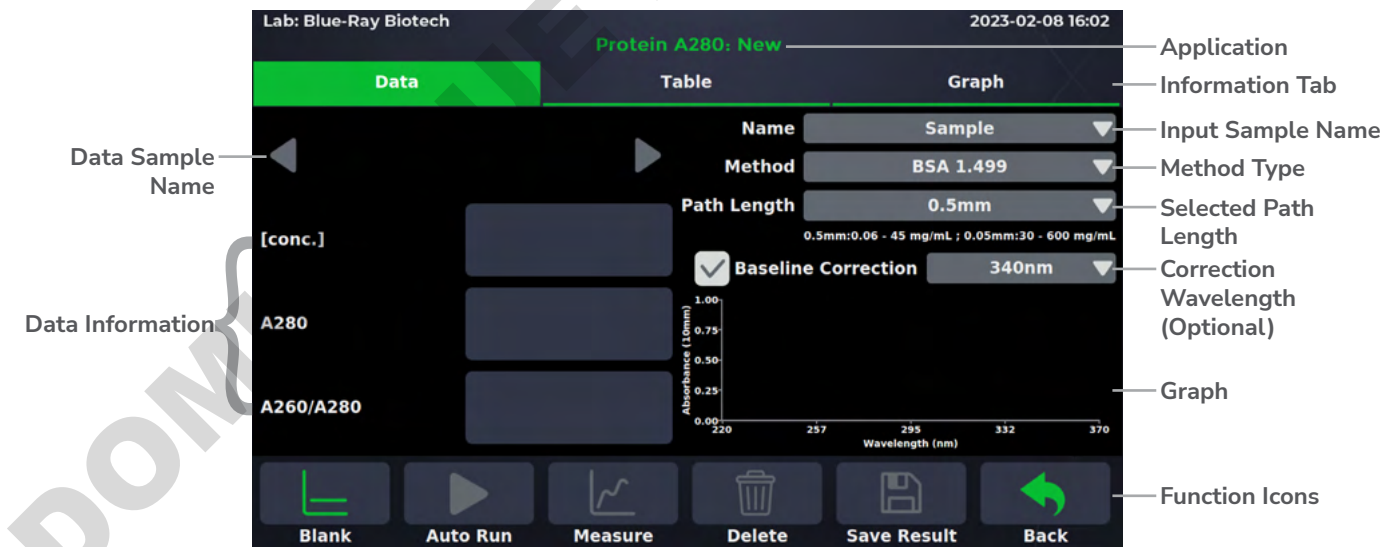 Lab: Blue-Ray Biotech 2023-02-08 16:02
Protein A280: New
Application
Data Table Graph
Information Tab
Name Sample
Input Sample Name
Data Sample
Name
Method BSA 1.499
Method Type
Path Length 0.5mm
Selected Path
Length
0.5mm:0.06 - 45 mg/mL ; 0.05mm:30 - 600 mg/mL
[conc.]
Baseline Correction 340nm
Correction
Wavelength
(Optional)
Data Information
A280
A260/A280
Absorbance (10mm)
1.00
0.75
0.50
0.25
0.00
220 257 295 332 370
Wavelength (nm)
Graph
Blank Auto Run Measure Delete Save Result Back
Function Icons